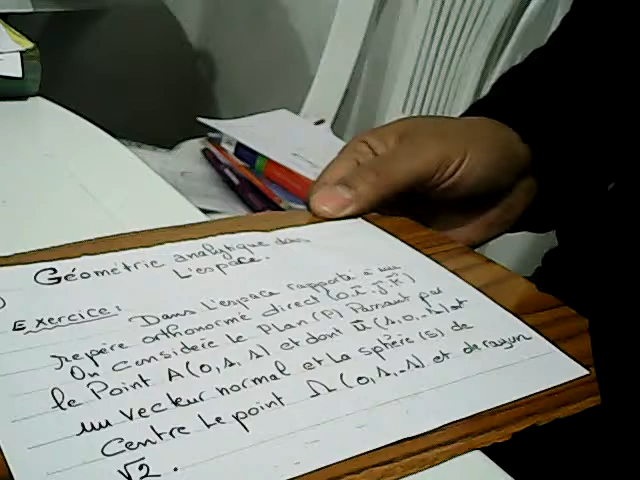 Géometric analytique dans
L'espace.
Exercice:
Dans L'espace rapporté à un
repère orthonormé direct (o,i⃗,j⃗,k⃗)
On considère le Plan (P) Passant par
le Point A(0,1,1) et dont u⃗(1,0,-1) est
un vecteur normal et la sphère (s) de
Centre Le point Ω(0,1,-1) et de rayon
√2.